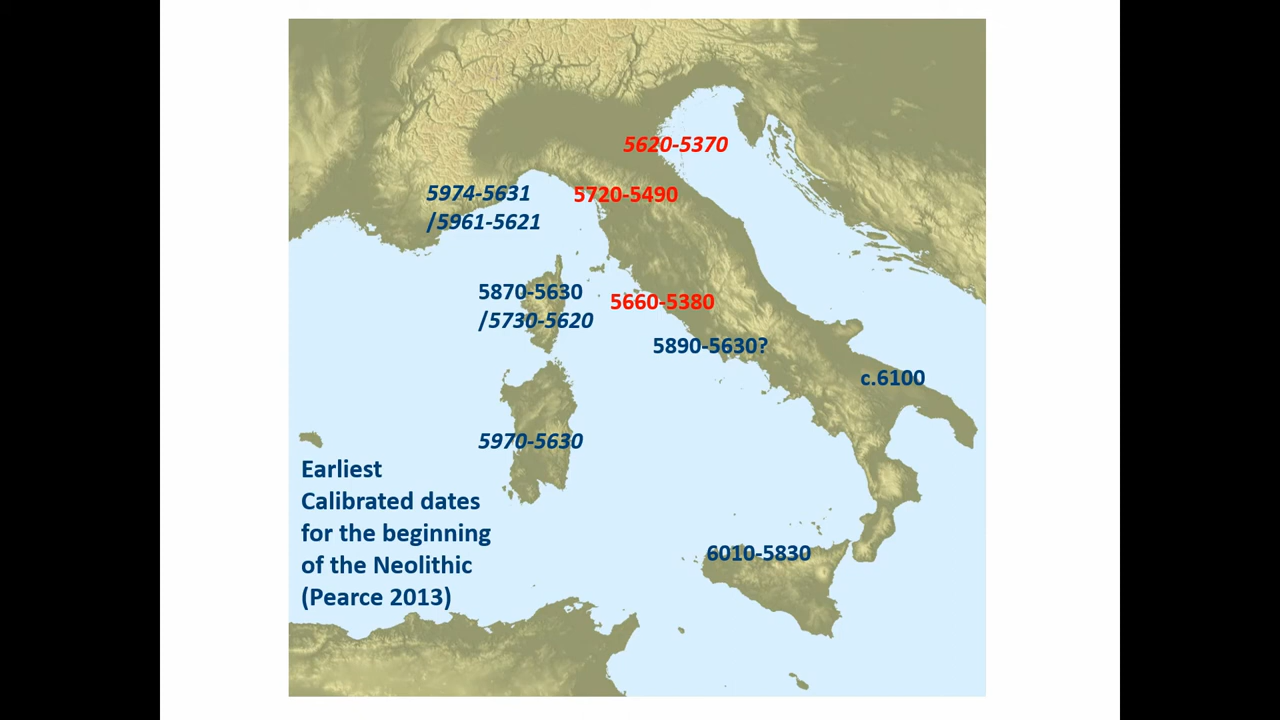 5620-5370
5974-5631
/5961-5621
5720-5490
5870-5630
/5730-5620
5660-5380
5890-5630?
c.6100
5970-5630
Earliest
Calibrated dates
for the beginning
of the Neolithic
(Pearce 2013)
6010-5830